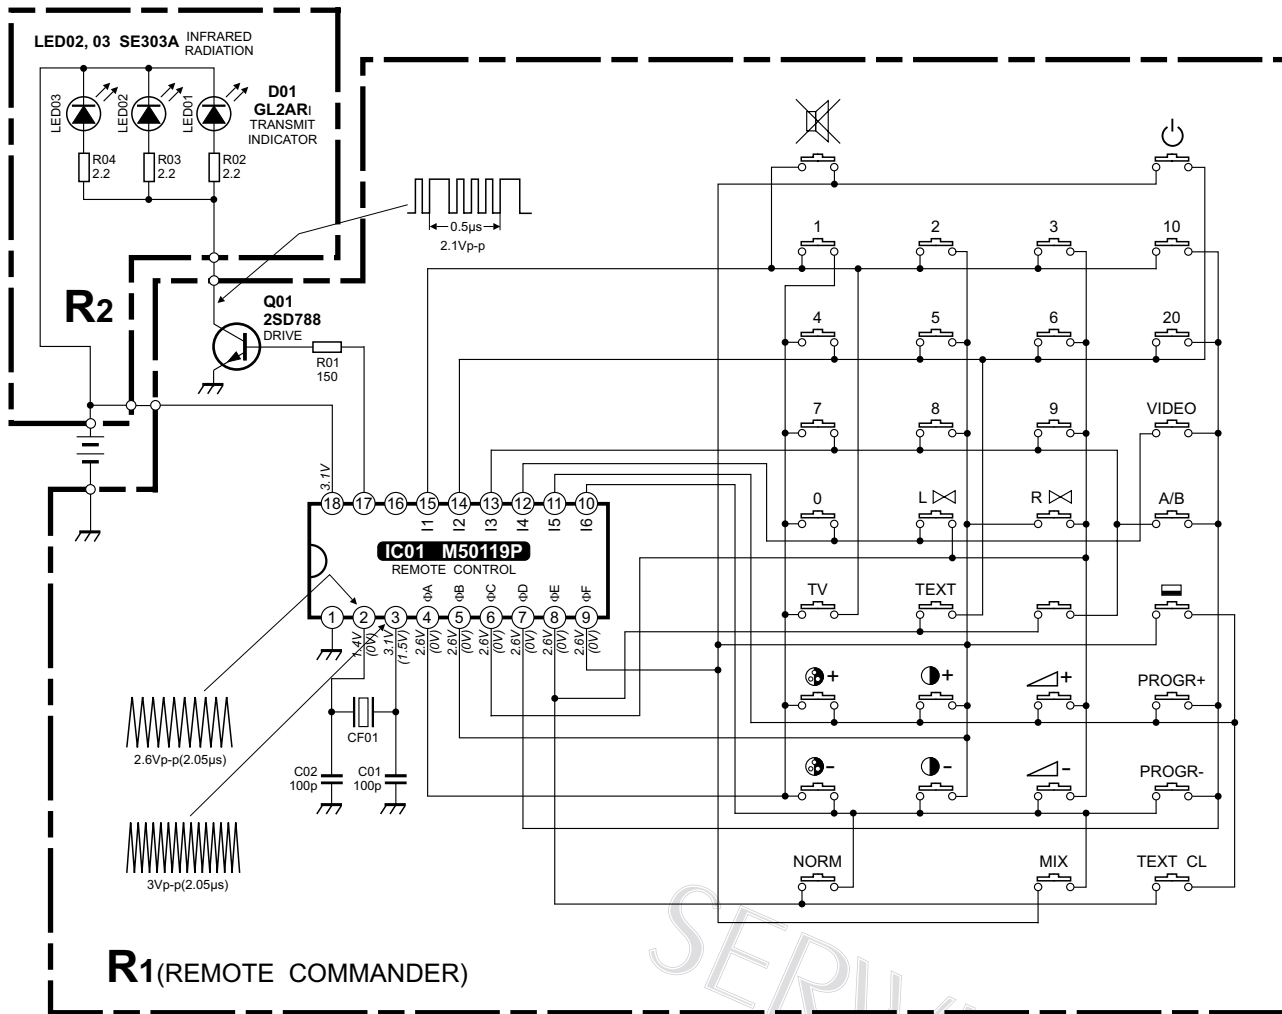 LED02, 03 SE303A INFRARED
RADIATION
LED03
LED02
LED01
D01
GL2ARI
TRANSMIT
INDICATOR
R04
2.2
R03
2.2
R02
2.2
0.5µs
2.1Vp-p
R2
Q01
2SD788
DRIVE
R01
150
1 2 3 10
4 5 6 20
7 8 9 VIDEO
0 L R A/B
TV TEXT
+ + + PROGR+
- - - PROGR-
NORM MIX TEXT CL
3.1V
18 17 16 15 14 13 12 11 10
I1 I2 I3 I4 I5 I6
IC01 M50119P
REMOTE CONTROL
ΦA ΦB ΦC ΦD ΦE ΦF
1 2 3 4 5 6 7 8 9
1.4V (0V) 3.1V (1.5V) 2.6V (0V) 2.6V (0V) 2.6V (0V) 2.6V (0V) 2.6V (0V) 2.6V (0V)
CF01
2.6Vp-p(2.05µs)
C02
100p
C01
100p
3Vp-p(2.05µs)
R1(REMOTE COMMANDER)